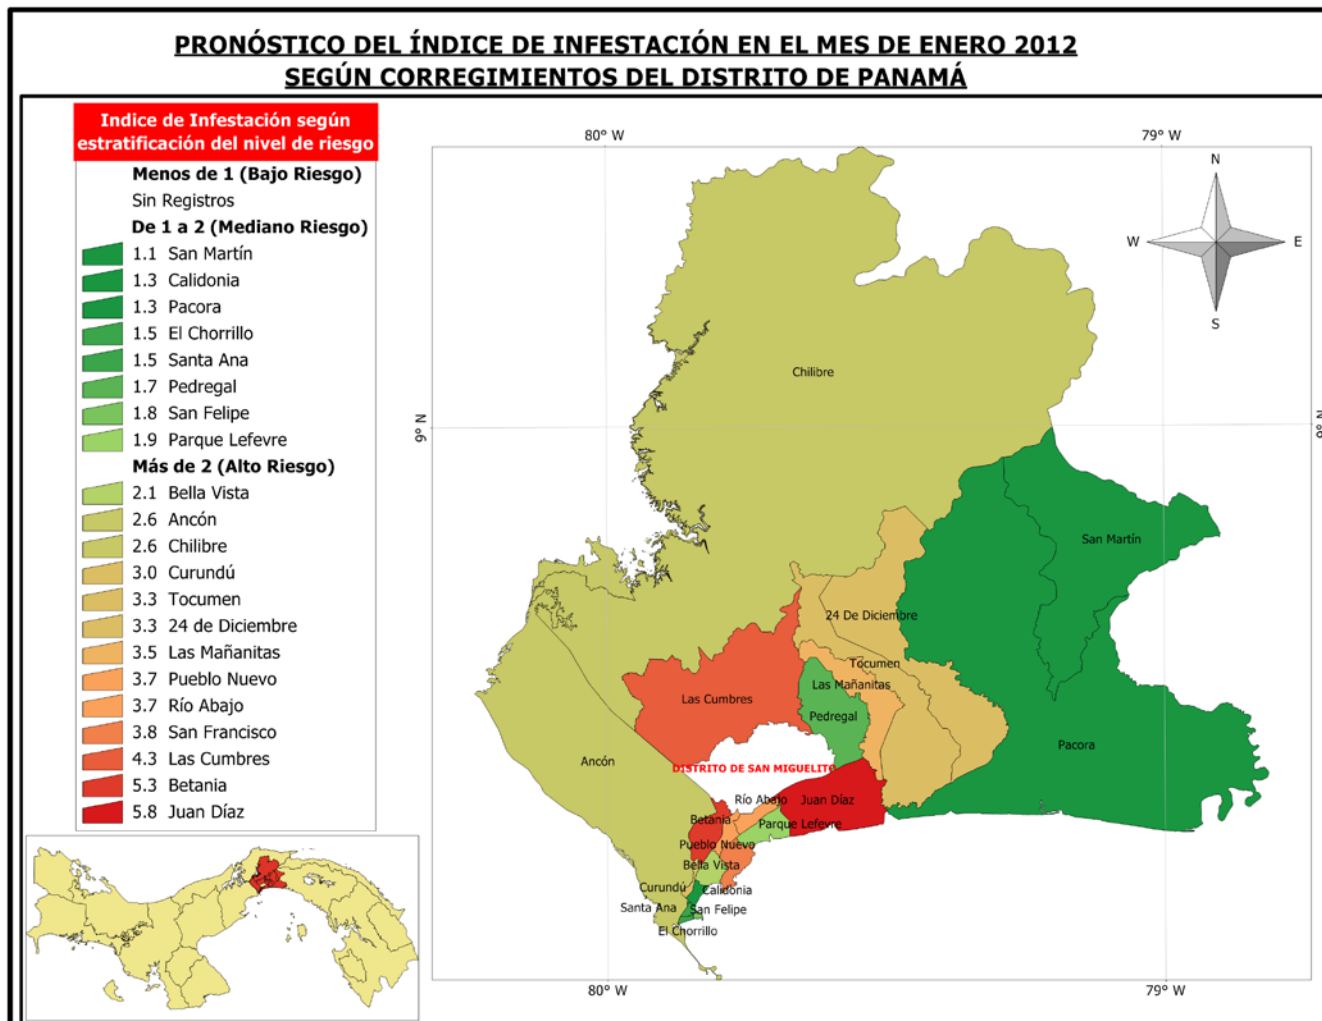 PRONÓSTICO DEL ÍNDICE DE INFESTACIÓN EN EL MES DE ENERO 2012
SEGÚN CORREGIMIENTOS DEL DISTRITO DE PANAMÁ
Indice de Infestación según
estratificación del nivel de riesgo
Menos de 1 (Bajo Riesgo)
Sin Registros
De 1 a 2 (Mediano Riesgo)
1.1 San Martín
1.3 Calidonia
1.3 Pacora
1.5 El Chorrillo
1.5 Santa Ana
1.7 Pedregal
1.8 San Felipe
1.9 Parque Lefevre
Más de 2 (Alto Riesgo)
2.1 Bella Vista
2.6 Ancón
2.6 Chilibre
3.0 Curundú
3.3 Tocumen
3.3 24 de Diciembre
3.5 Las Mañanitas
3.7 Pueblo Nuevo
3.7 Río Abajo
3.8 San Francisco
4.3 Las Cumbres
5.3 Betania
5.8 Juan Díaz
80° W
79° W
N
W
E
S
9° N
9° N
Chilibre
San Martín
24 De Diciembre
Tocumen
Las Mañanitas
Las Cumbres
Pedregal
Pacora
Ancón
DISTRITO DE SAN MIGUELITO
Río Abajo
Juan Díaz
Betania
Parque Lefevre
Pueblo Nuevo
Bella Vista
Curundú
Calidonia
Santa Ana
San Felipe
El Chorrillo
80° W
79° W